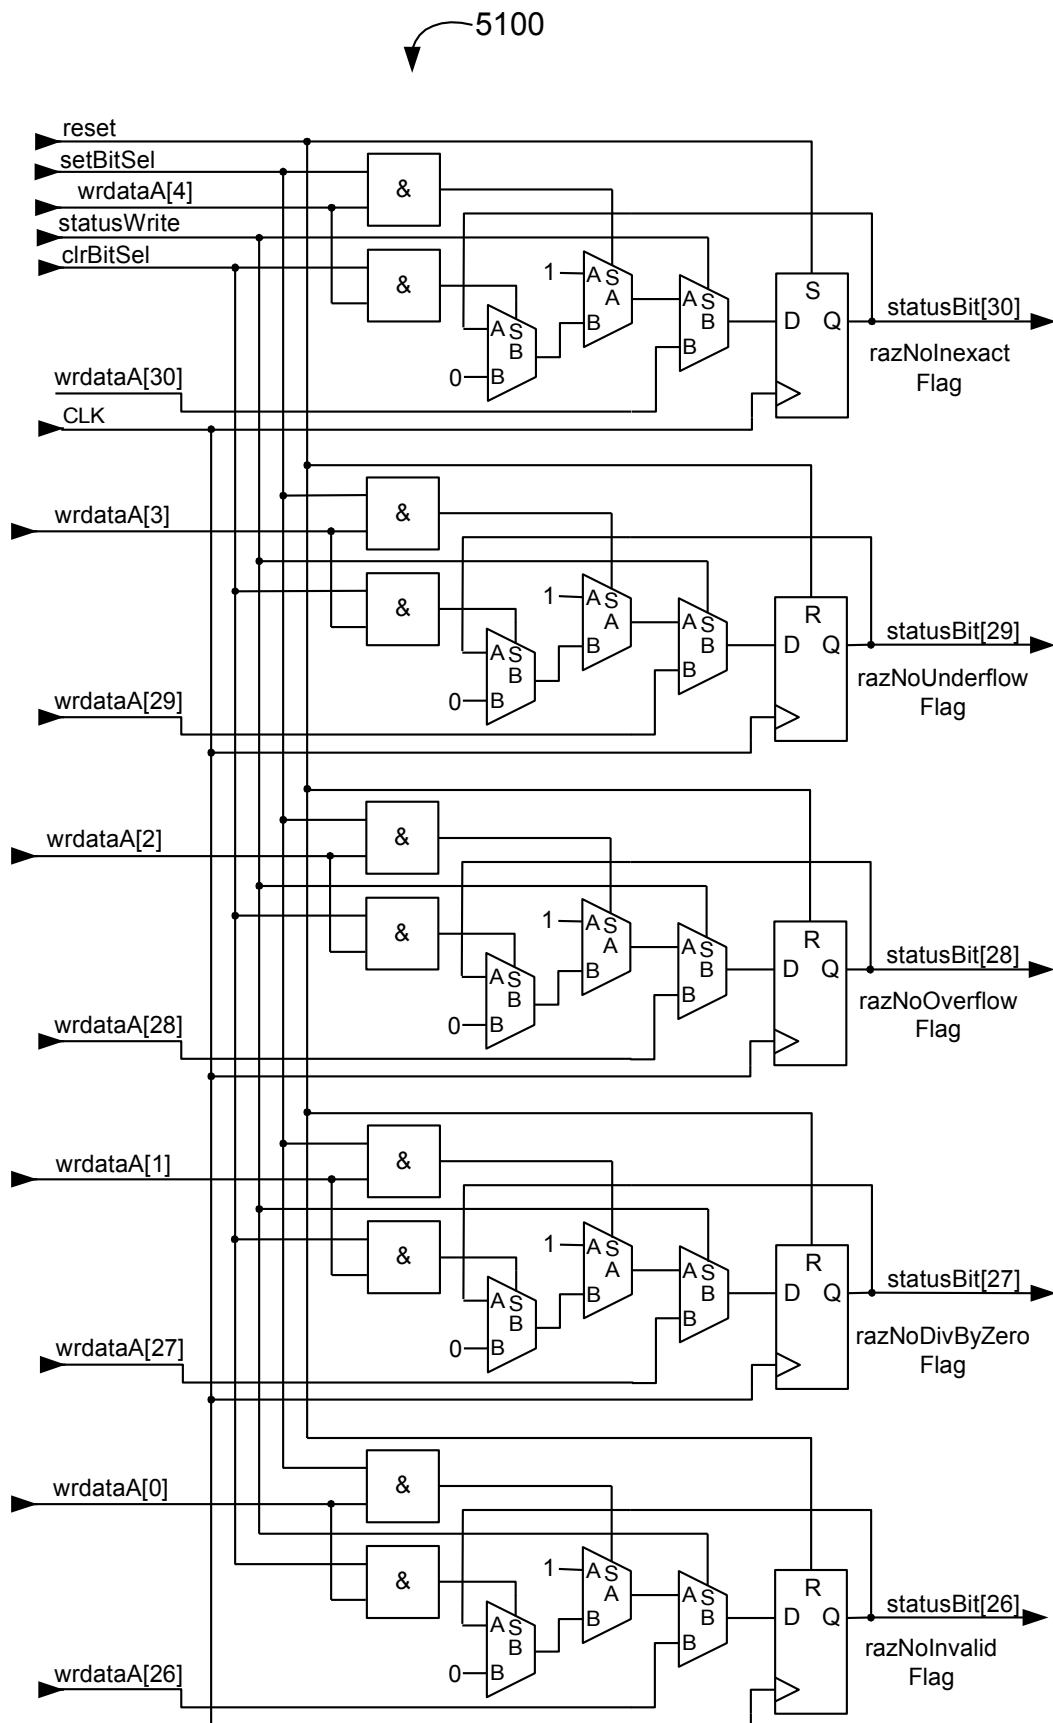 5100
reset
setBitSel
wrdataA[4]
statusWrite
clrBitSel
&
&
1 A S
A
B
A S
B
B
A S
B
0 B
S
D Q
statusBit[30]
razNoInexact
Flag
wrdataA[30]
CLK
wrdataA[3]
&
&
1 A S
A
B
A S
B
B
A S
B
0 B
R
D Q
statusBit[29]
razNoUnderflow
Flag
wrdataA[29]
wrdataA[2]
&
&
1 A S
A
B
A S
B
B
A S
B
0 B
R
D Q
statusBit[28]
razNoOverflow
Flag
wrdataA[28]
wrdataA[1]
&
&
1 A S
A
B
A S
B
B
A S
B
0 B
R
D Q
statusBit[27]
razNoDivByZero
Flag
wrdataA[27]
wrdataA[0]
&
&
1 A S
A
B
A S
B
B
A S
B
0 B
R
D Q
statusBit[26]
razNoInvalid
Flag
wrdataA[26]